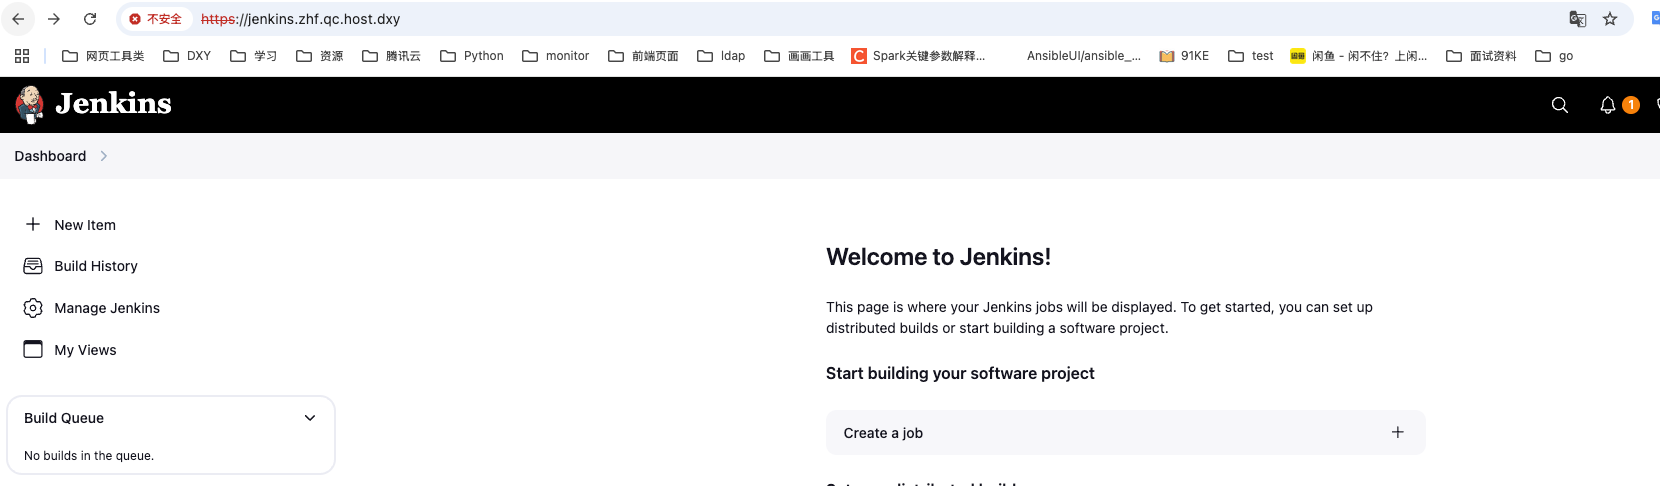 不安全 https://jenkins.zhf.qc.host.dxy
网页工具类 DXY 学习 资源 腾讯云 Python monitor 前端页面 ldap 画画工具 Spark关键参数解释... AnsibleUI/ansible_... 91KE test 闲鱼 - 闲不住？上闲... 面试资料 go
Jenkins 1
Dashboard
New Item
Build History
Manage Jenkins
My Views
Build Queue
No builds in the queue.
Welcome to Jenkins!
This page is where your Jenkins jobs will be displayed. To get started, you can set up
distributed builds or start building a software project.
Start building your software project
Create a job